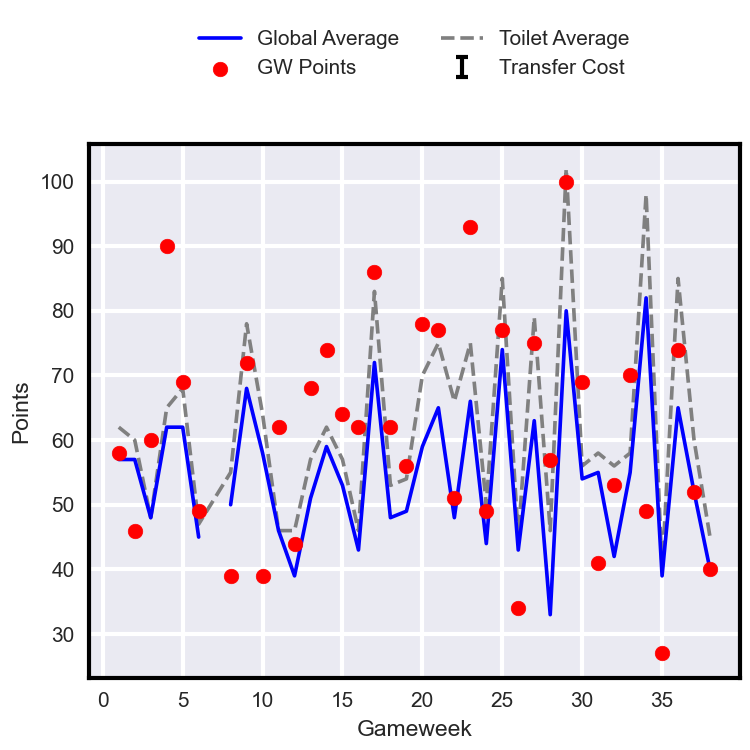 Global Average
GW Points
Toilet Average
Transfer Cost
Points
100
90
80
70
60
50
40
30
0 5 10 15 20 25 30 35
Gameweek